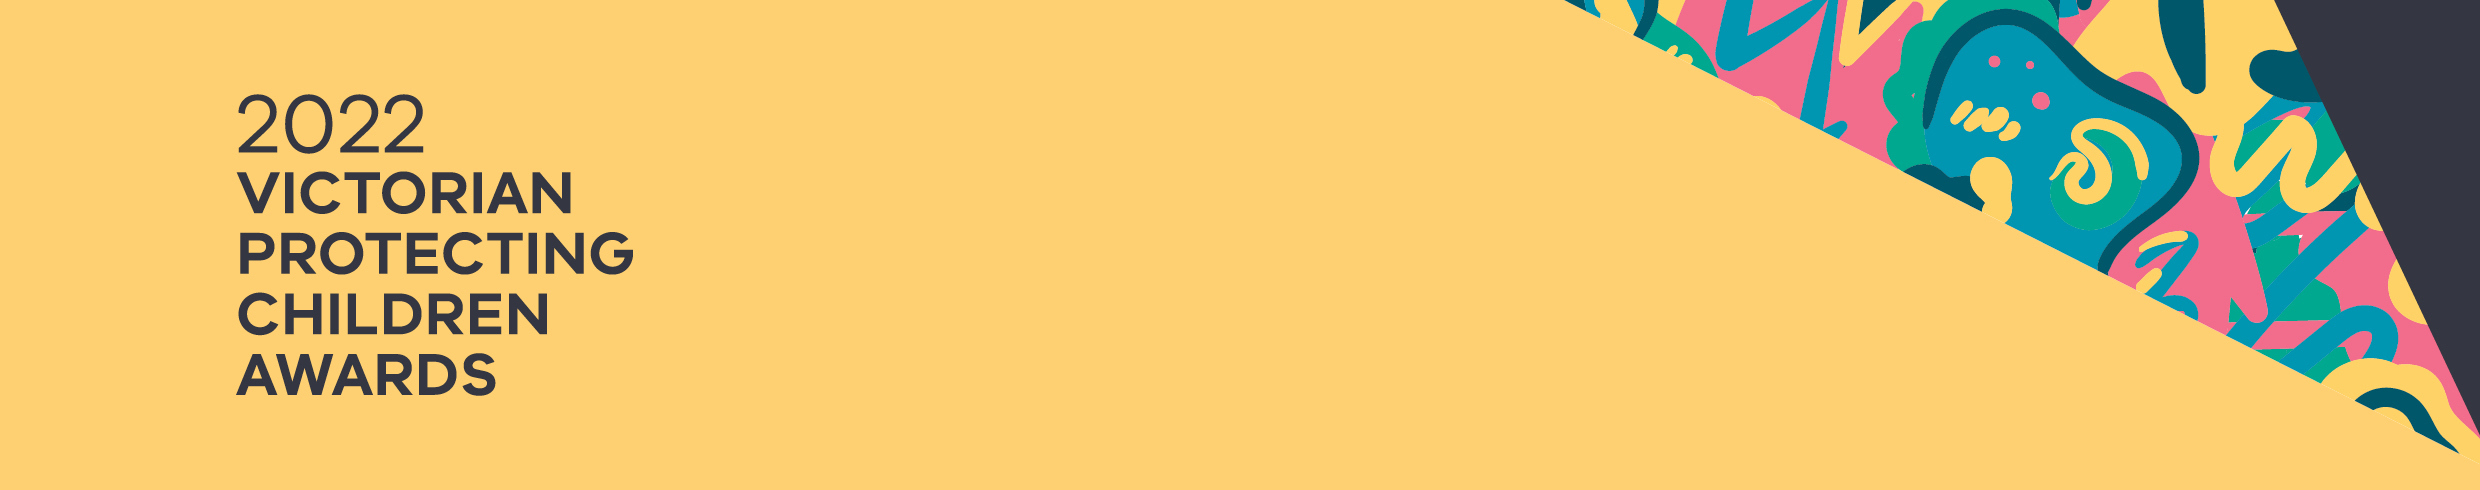 2022
VICTORIAN
PROTECTING
CHILDREN
AWARDS